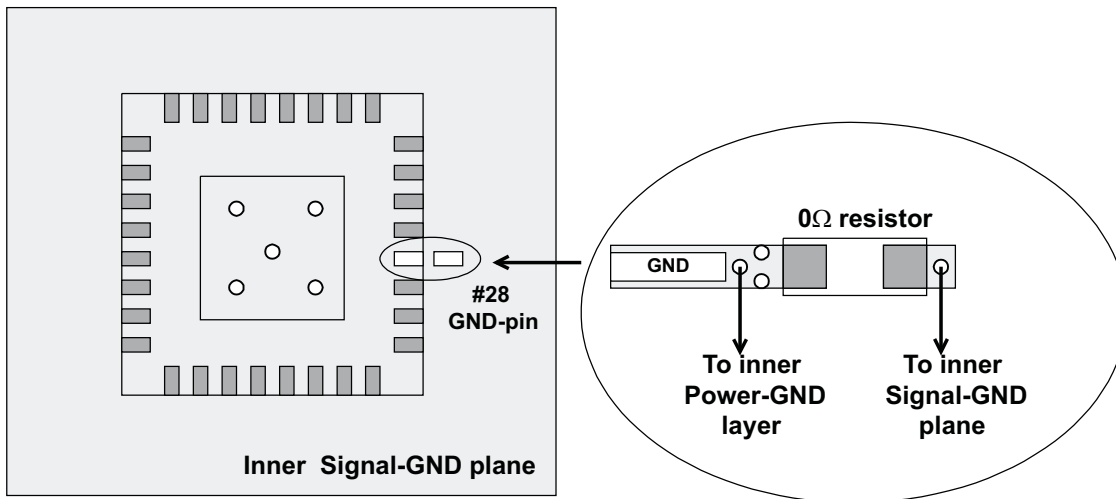 #28
GND-pin
Inner Signal-GND plane
0Ω resistor
GND
To inner
Power-GND
layer
To inner
Signal-GND
plane